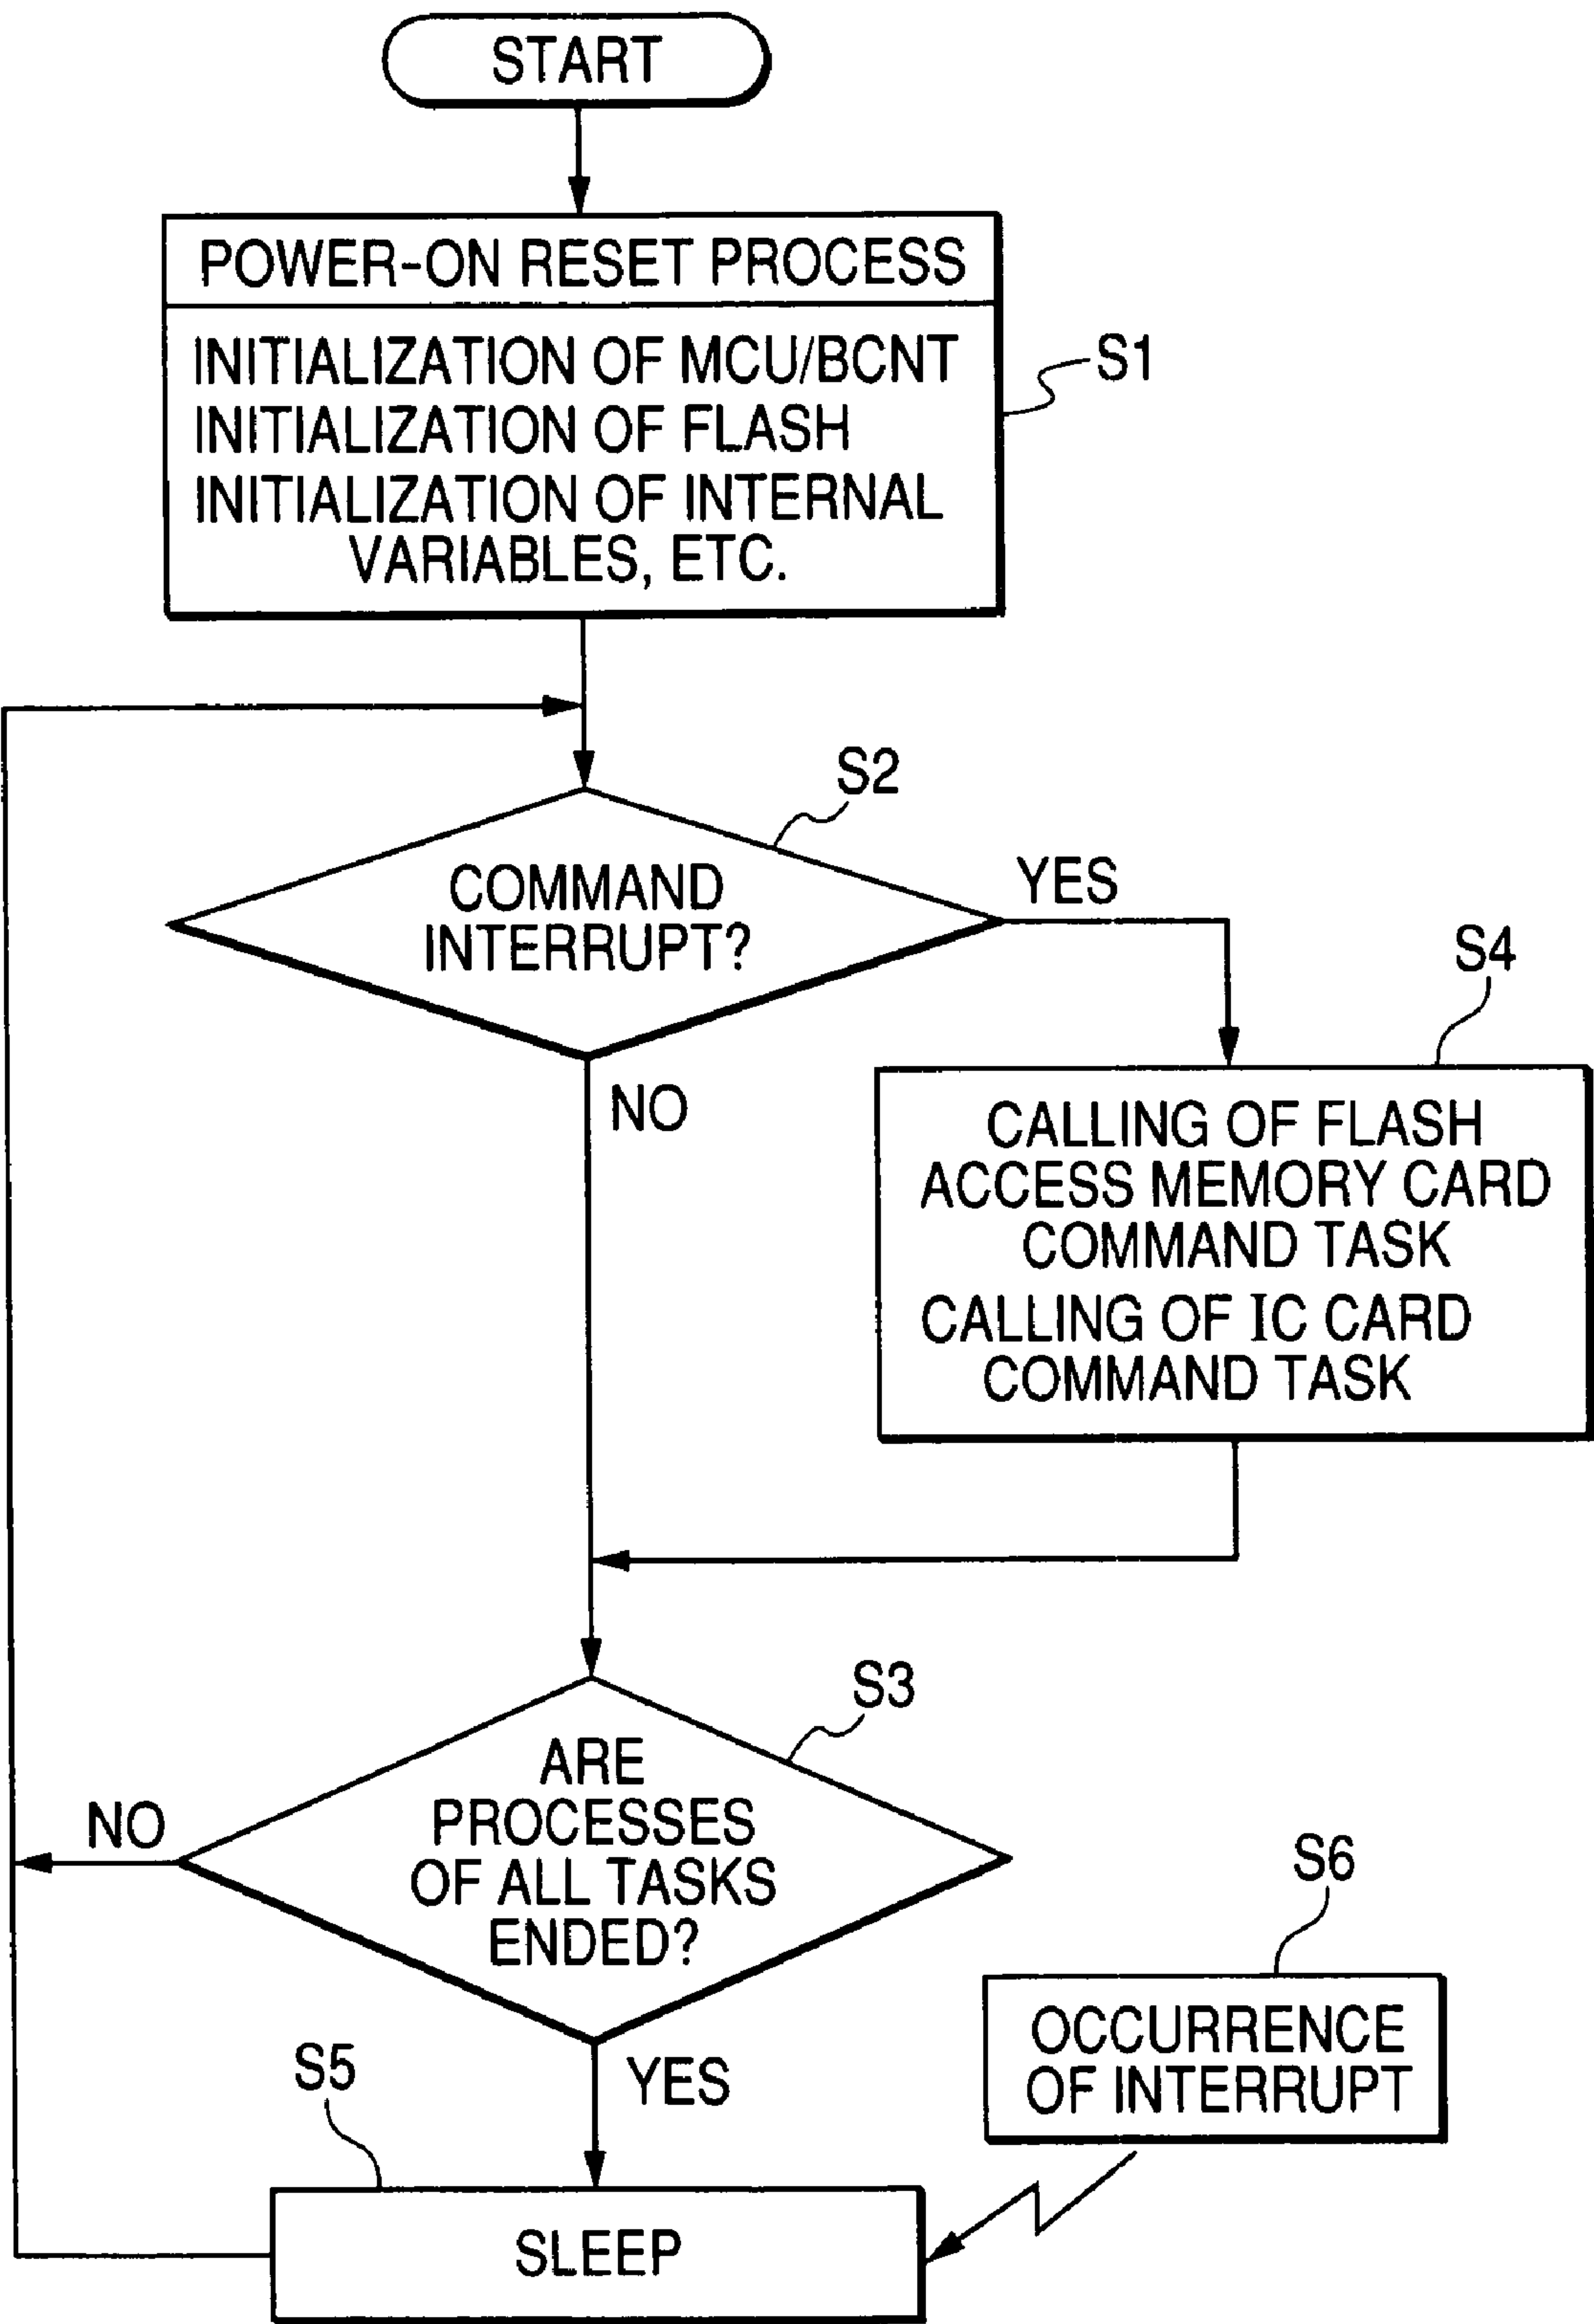 START
POWER-ON RESET PROCESS
INITIALIZATION OF MCU/BCNT
INITIALIZATION OF FLASH
INITIALIZATION OF INTERNAL
VARIABLES, ETC.
S1
S2
COMMAND
INTERRUPT?
YES
NO
S4
CALLING OF FLASH
ACCESS MEMORY CARD
COMMAND TASK
CALLING OF IC CARD
COMMAND TASK
S3
ARE
PROCESSES
OF ALL TASKS
ENDED?
NO
YES
S6
OCCURRENCE
OF INTERRUPT
S5
SLEEP